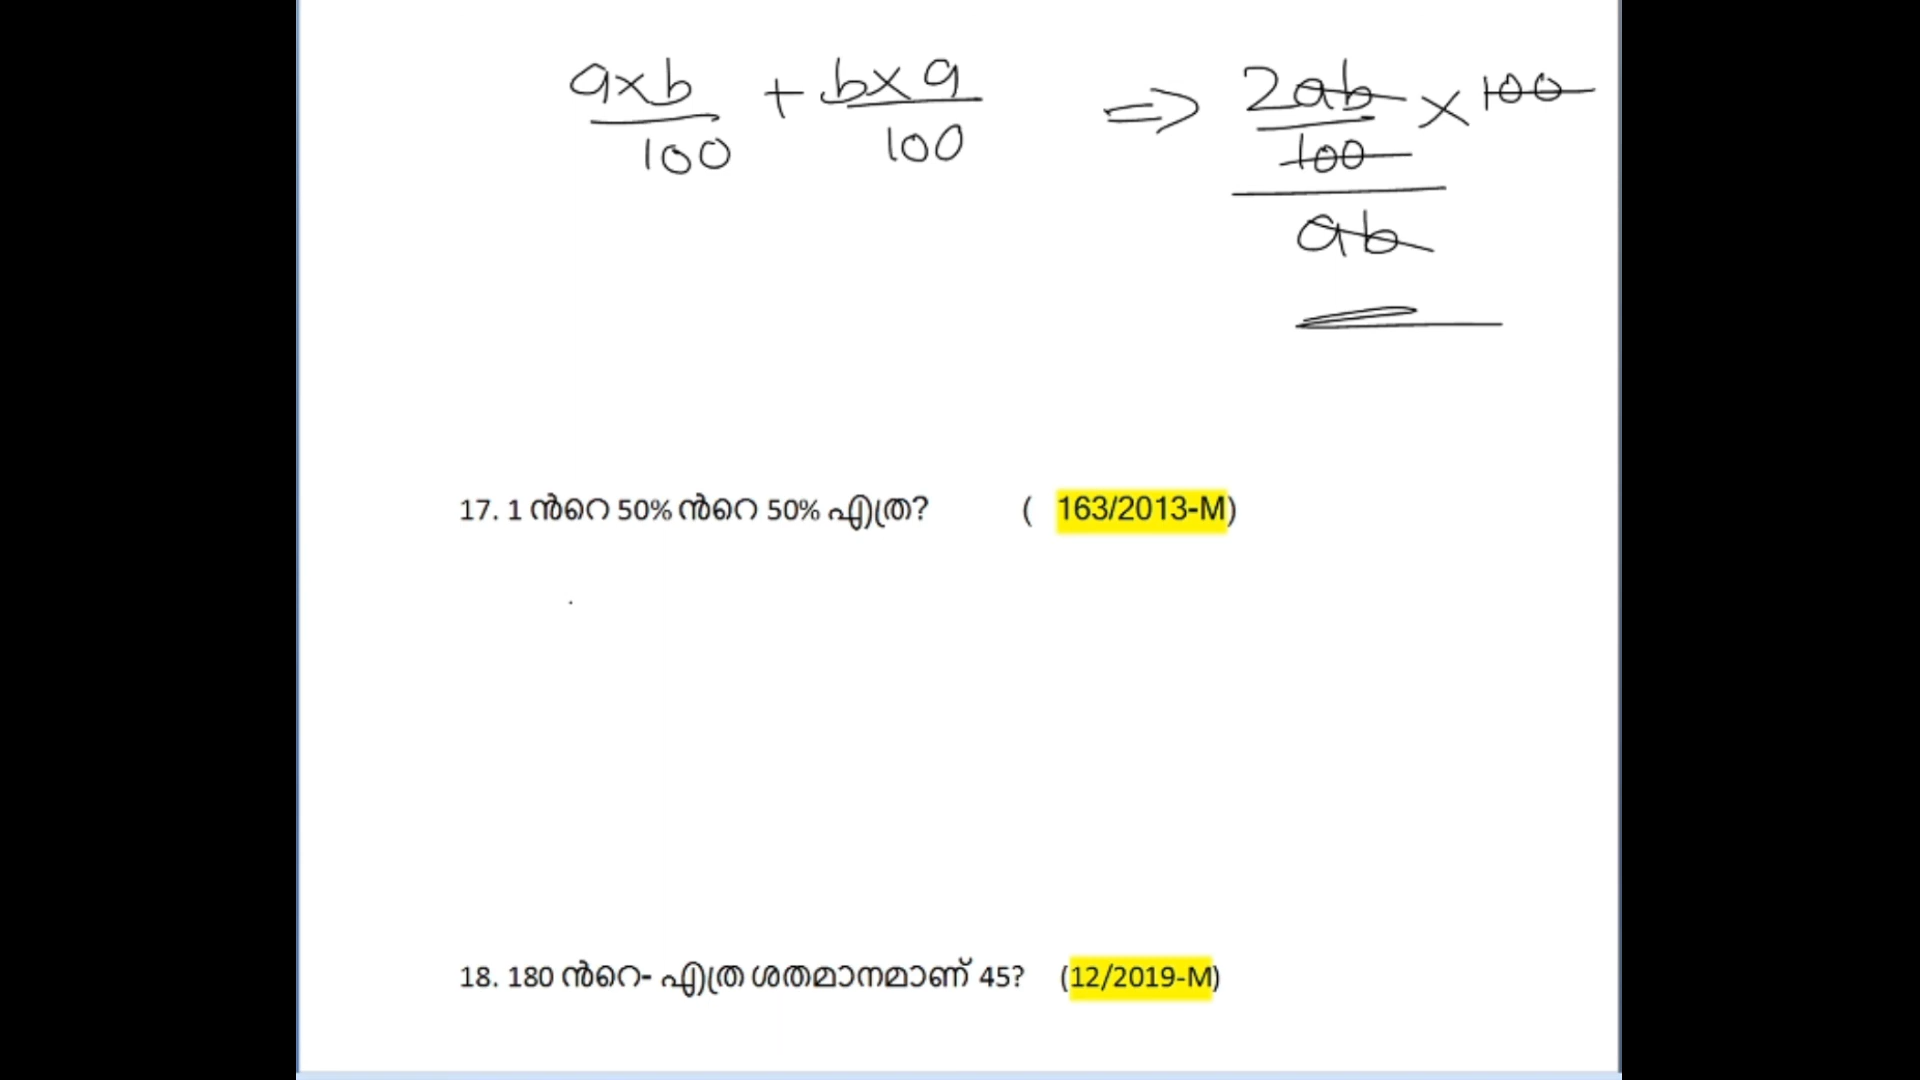 a×b + b×a => 2ab × 100
100 100 100
ab
17. 1 ൻറെ 50% ൻറെ 50% എത്ര? ( 163/2013-M)
18. 180 ൻറെ- എത്ര ശതമാനമാണ് 45? (12/2019-M)